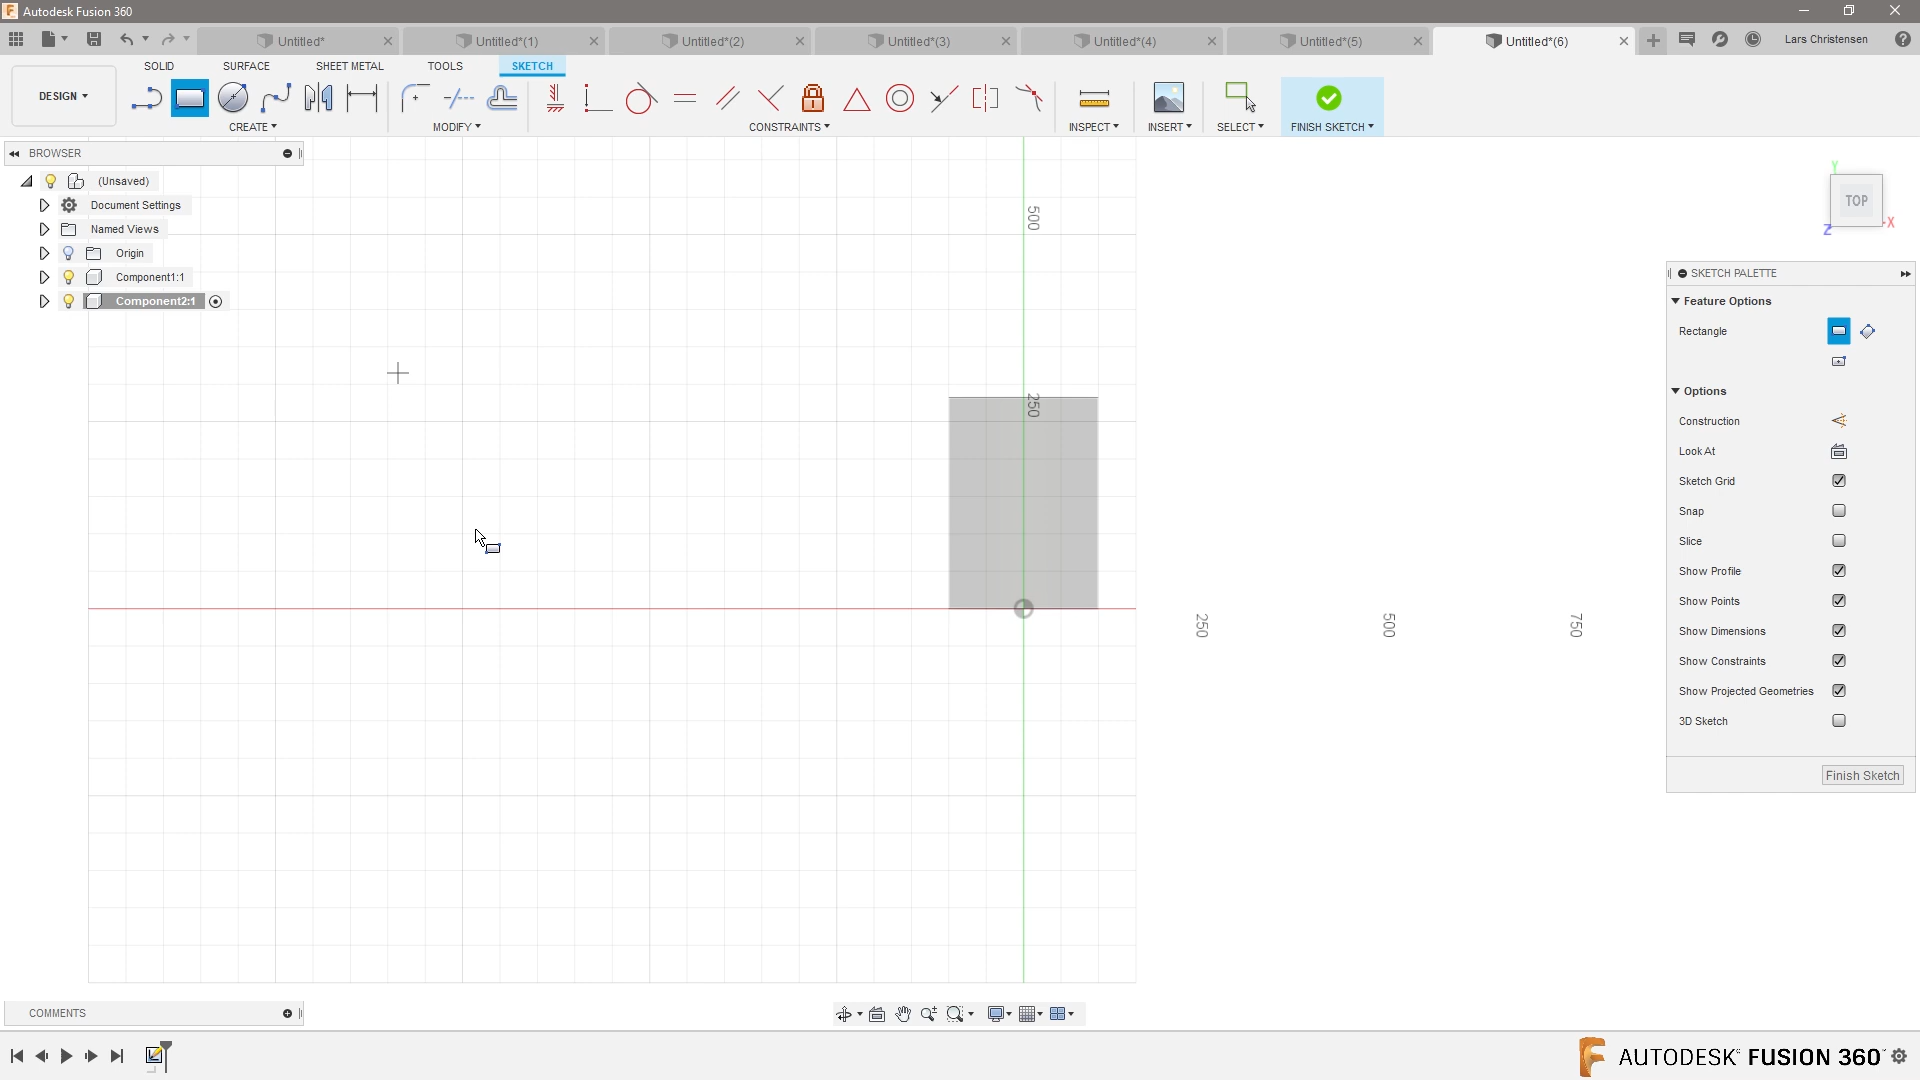 Autodesk Fusion 360
Untitled*
Untitled*(1)
Untitled*(2)
Untitled*(3)
Untitled*(4)
Untitled*(5)
Untitled*(6)
Lars Christensen
DESIGN
SOLID
SURFACE
SHEET METAL
TOOLS
SKETCH
CREATE
MODIFY
CONSTRAINTS
INSPECT
INSERT
SELECT
FINISH SKETCH
BROWSER
(Unsaved)
Document Settings
Named Views
Origin
Component1:1
Component2:1
500
250
250
500
750
Y
TOP
X
Z
SKETCH PALETTE
Feature Options
Rectangle
Options
Construction
Look At
Sketch Grid
Snap
Slice
Show Profile
Show Points
Show Dimensions
Show Constraints
Show Projected Geometries
3D Sketch
Finish Sketch
COMMENTS
AUTODESK FUSION 360